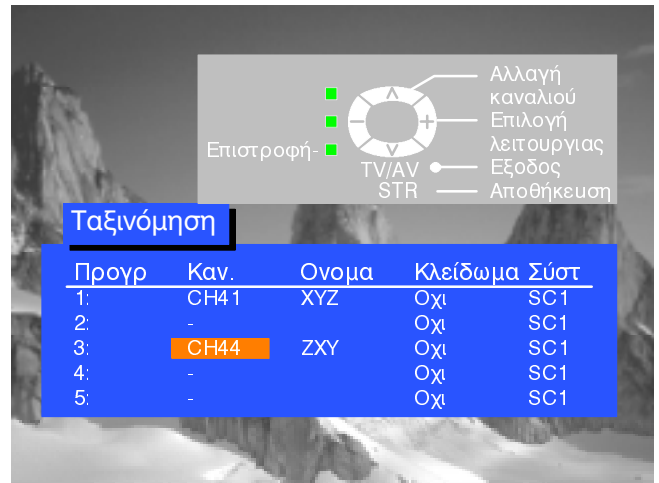 Αλλαγή
καναλιού
Επιλογή
λειτουργιας
Επιστροφή-
TV/AV Εξοδος
STR Αποθήκευση
Ταξινόμηση
Προγρ Καν. Ονομα Κλείδωμα Σύστ
1: CH41 XYZ Οχι SC1
2: - Οχι SC1
3: CH44 ZXY Οχι SC1
4: - Οχι SC1
5: - Οχι SC1